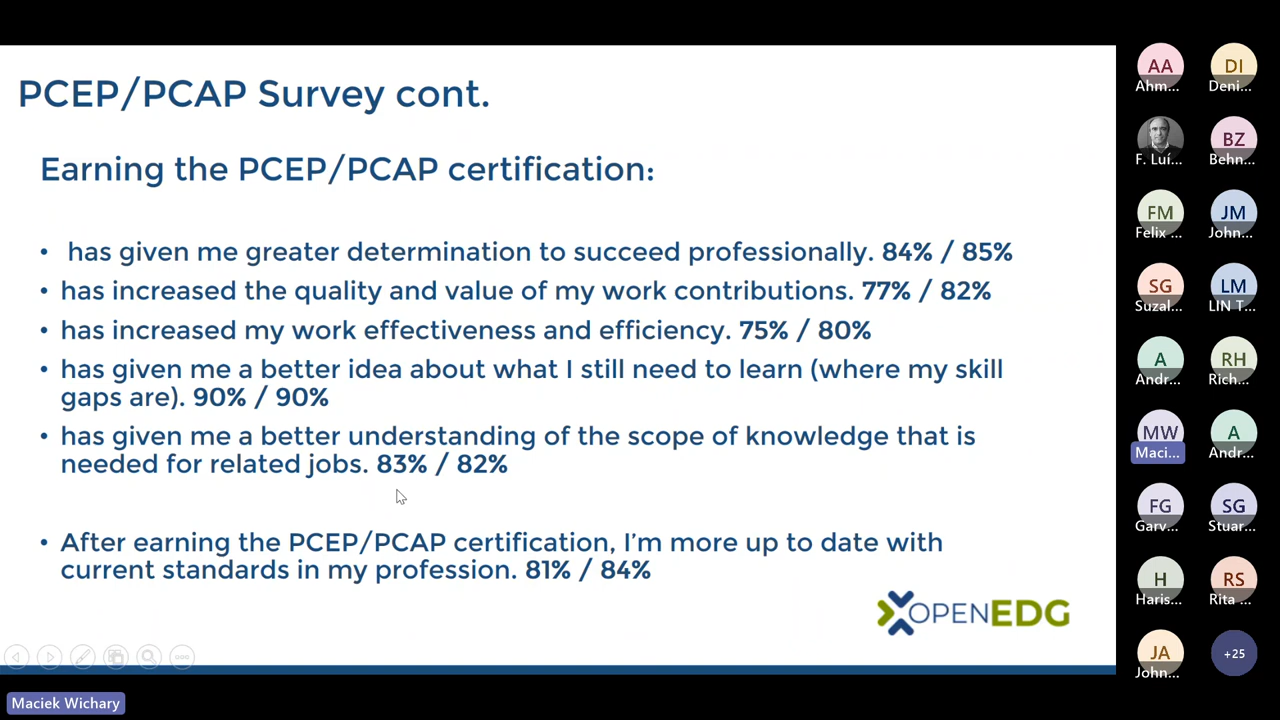 PCEP/PCAP Survey cont.
Earning the PCEP/PCAP certification:
• has given me greater determination to succeed professionally. 84% / 85%
• has increased the quality and value of my work contributions. 77% / 82%
• has increased my work effectiveness and efficiency. 75% / 80%
• has given me a better idea about what I still need to learn (where my skill
gaps are). 90% / 90%
• has given me a better understanding of the scope of knowledge that is
needed for related jobs. 83% / 82%
• After earning the PCEP/PCAP certification, I’m more up to date with
current standards in my profession. 81% / 84%
OPENEDG
Maciek Wichary
AA
Ahm...
DI
Deni...
F. Luí...
BZ
Behn...
FM
Felix ...
JM
John...
SG
Suzal...
LM
LIN T...
A
Andr...
RH
Rich...
MW
Maci...
A
Andr...
FG
Garv...
SG
Stuar...
H
Haris...
RS
Rita ...
JA
John...
+25